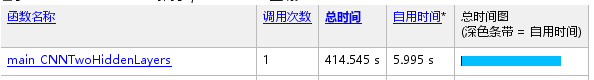 函数名称 调用次数 总时间 自用时间* 总时间图
(深色条带 = 自用时间)
main_CNNTwoHiddenLayers 1 414.545 s 5.995 s